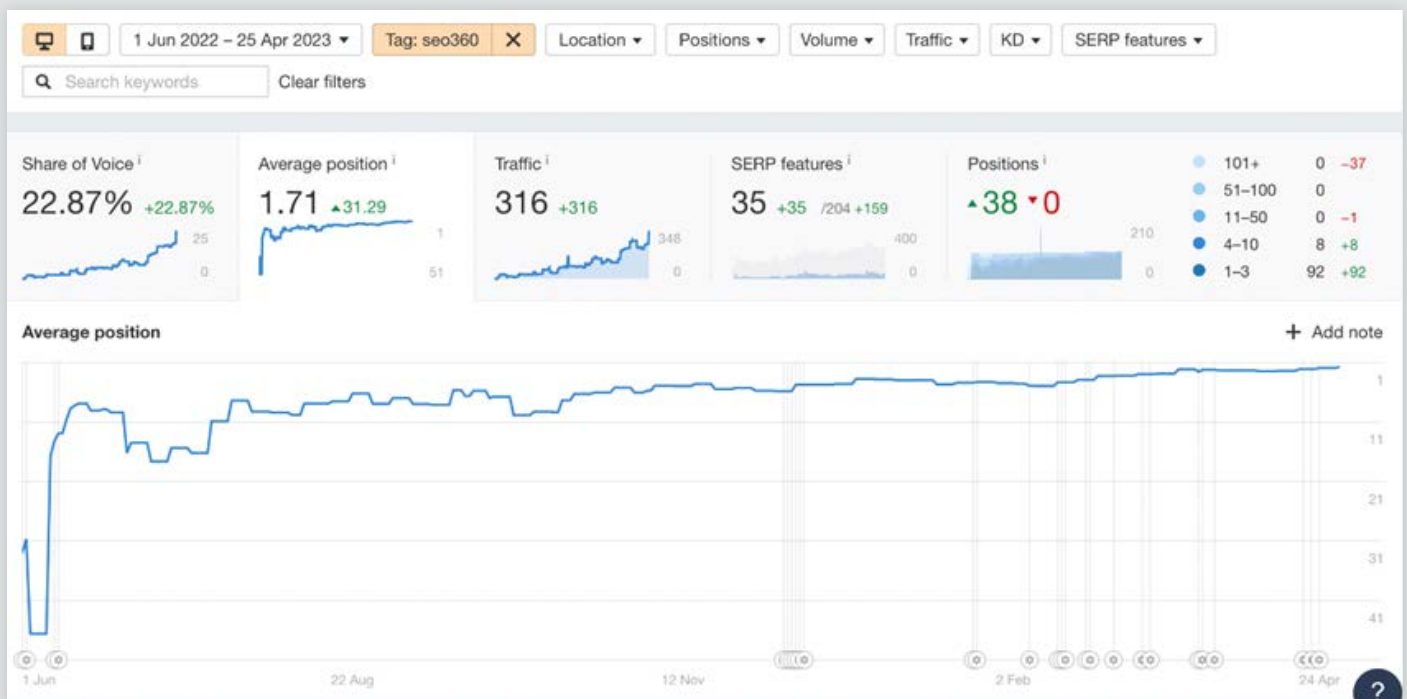 1 Jun 2022 – 25 Apr 2023 Tag: seo360 Location Positions Volume Traffic KD SERP features
Search keywords Clear filters
Share of Voice i
22.87% +22.87%
25
0
Average position i
1.71 ▲31.29
1
51
Traffic i
316 +316
348
0
SERP features i
35 +35 /204 +159
400
0
Positions i
▲38 ▼0
210
0
101+ 0 –37
51–100 0
11–50 0 –1
4–10 8 +8
1–3 92 +92
Average position
+ Add note
1
11
21
31
41
1 Jun 22 Aug 12 Nov 2 Feb 24 Apr
?